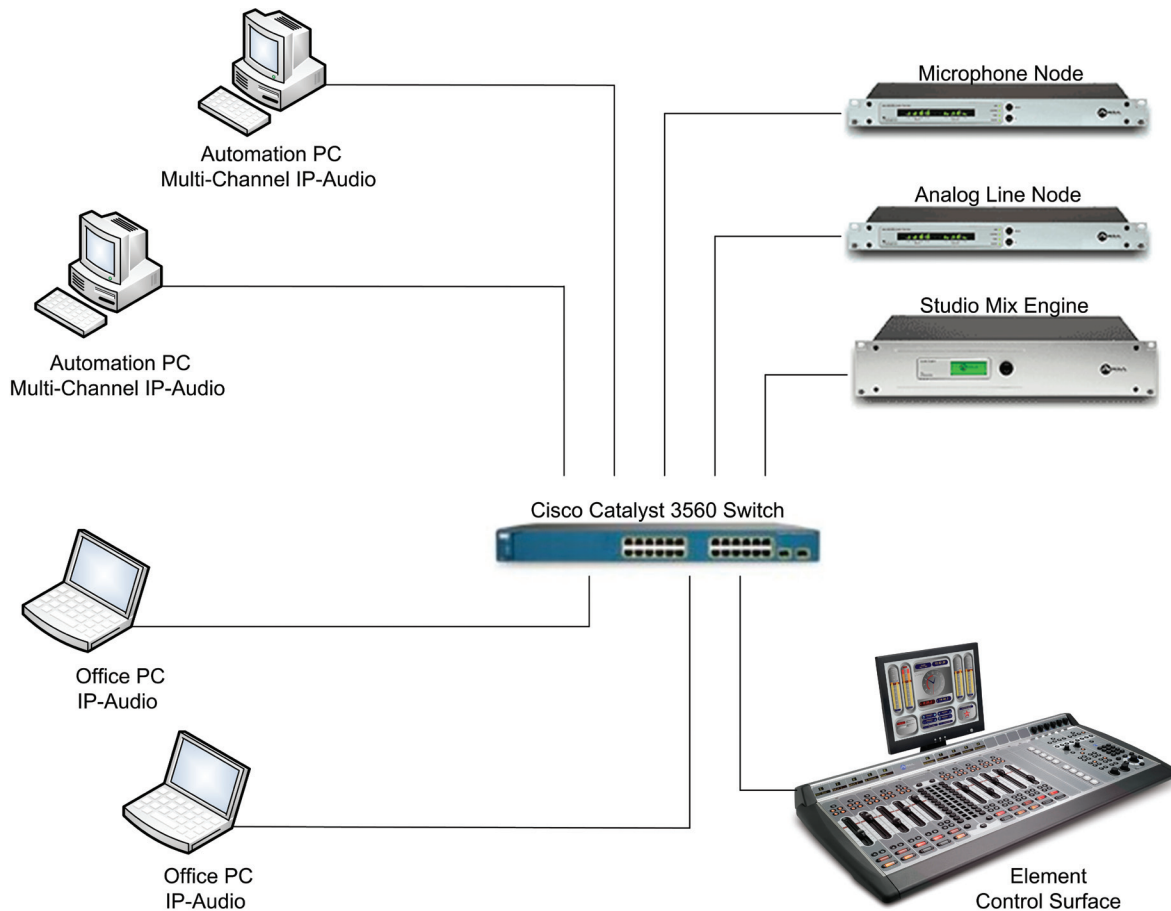 Microphone Node
Automation PC
Multi-Channel IP-Audio
Analog Line Node
Studio Mix Engine
Automation PC
Multi-Channel IP-Audio
Cisco Catalyst 3560 Switch
Office PC
IP-Audio
Office PC
IP-Audio
Element
Control Surface